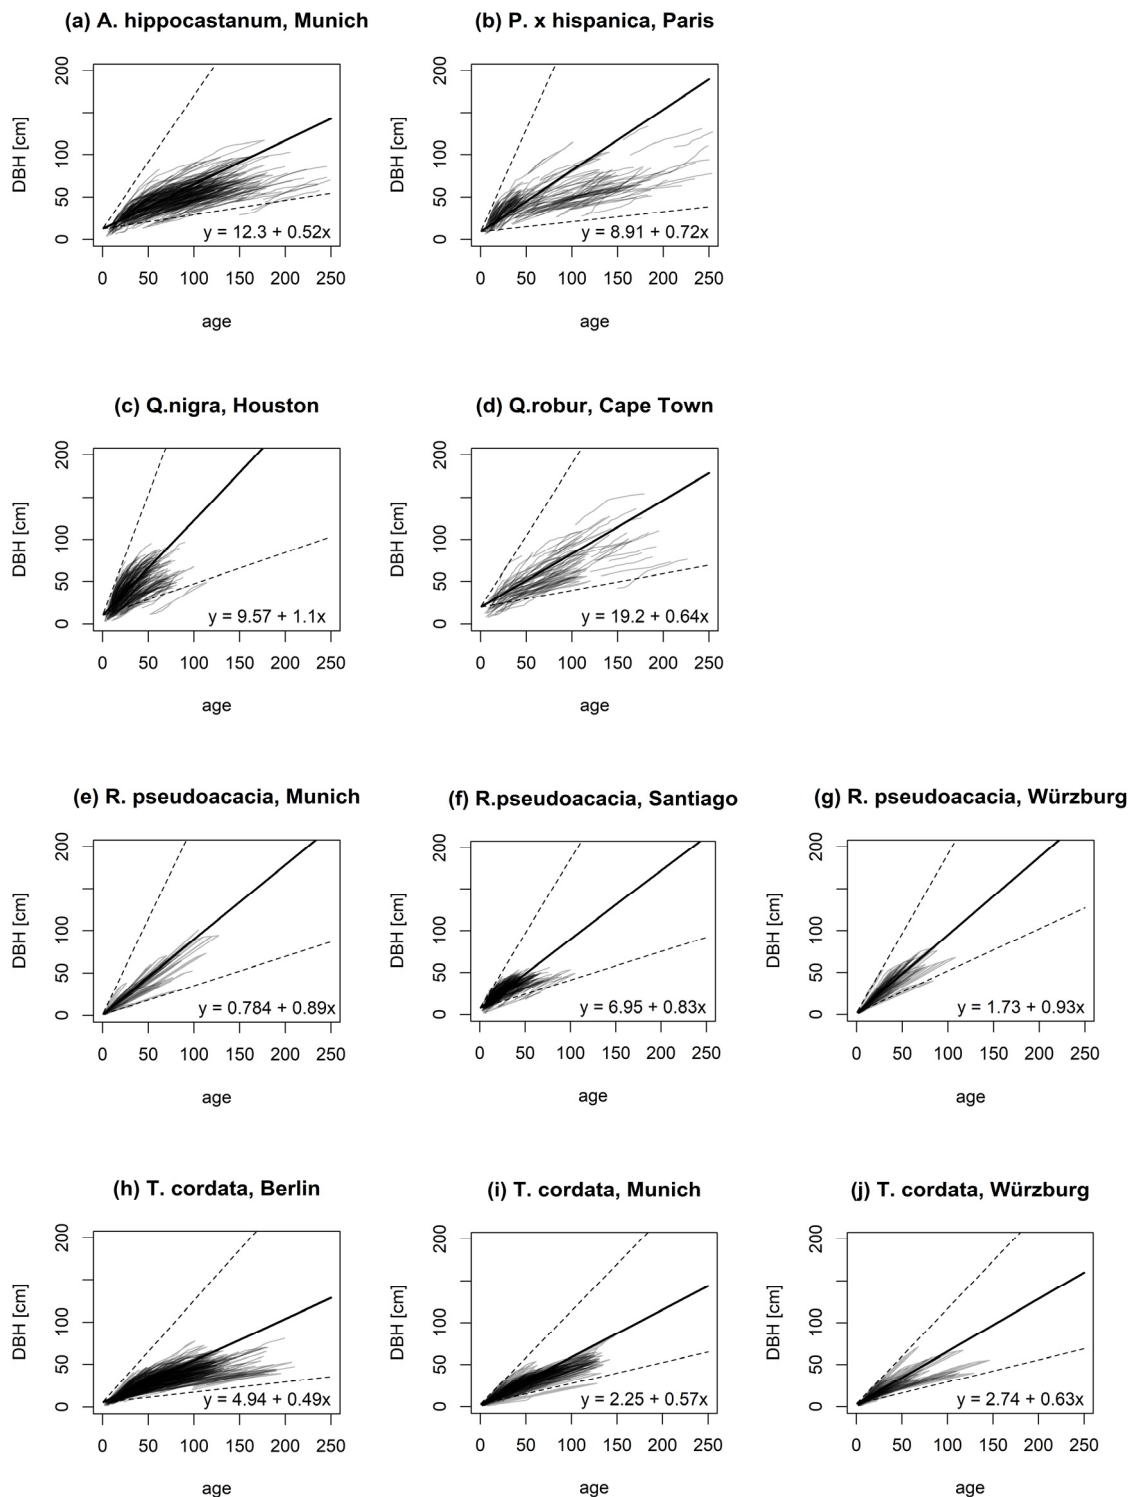 (a) A. hippocastanum, Munich
(b) P. x hispanica, Paris
DBH [cm]
0 50 100 200
y = 12.3 + 0.52x
0 50 100 150 200 250
age
DBH [cm]
0 50 100 200
y = 8.91 + 0.72x
0 50 100 150 200 250
age
(c) Q.nigra, Houston
(d) Q.robur, Cape Town
DBH [cm]
0 50 100 200
y = 9.57 + 1.1x
0 50 100 150 200 250
age
DBH [cm]
0 50 100 200
y = 19.2 + 0.64x
0 50 100 150 200 250
age
(e) R. pseudoacacia, Munich
(f) R.pseudoacacia, Santiago
(g) R. pseudoacacia, Würzburg
DBH [cm]
0 50 100 200
y = 0.784 + 0.89x
0 50 100 150 200 250
age
DBH [cm]
0 50 100 200
y = 6.95 + 0.83x
0 50 100 150 200 250
age
DBH [cm]
0 50 100 200
y = 1.73 + 0.93x
0 50 100 150 200 250
age
(h) T. cordata, Berlin
(i) T. cordata, Munich
(j) T. cordata, Würzburg
DBH [cm]
0 50 100 200
y = 4.94 + 0.49x
0 50 100 150 200 250
age
DBH [cm]
0 50 100 200
y = 2.25 + 0.57x
0 50 100 150 200 250
age
DBH [cm]
0 50 100 200
y = 2.74 + 0.63x
0 50 100 150 200 250
age